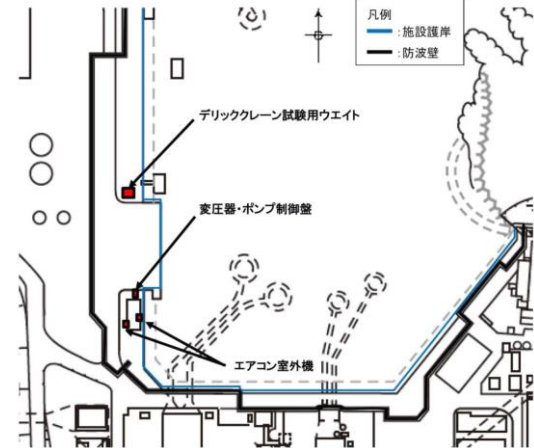 凡例
:施設護岸
:防波壁
デリッククレーン試験用ウエイト
変圧器・ポンプ制御盤
エアコン室外機